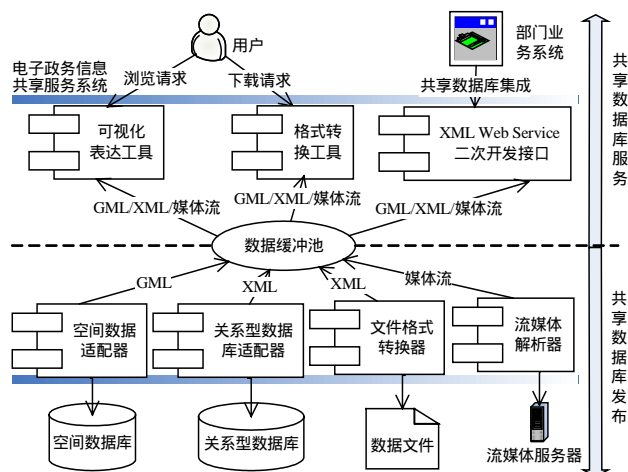 用户
部门业
务系统
电子政务信息
共享服务系统
浏览请求
下载请求
共享数据库集成
可视化
表达工具
格式转
换工具
XML Web Service
二次开发接口
共享数据库服务
GML/XML/媒体流
GML/XML/媒体流
GML/XML/媒体流
数据缓冲池
GML
XML
XML
媒体流
空间数据
适配器
关系型数据
库适配器
文件格式
转换器
流媒体
解析器
共享数据库发布
空间数据库
关系型数据库
数据文件
流媒体服务器